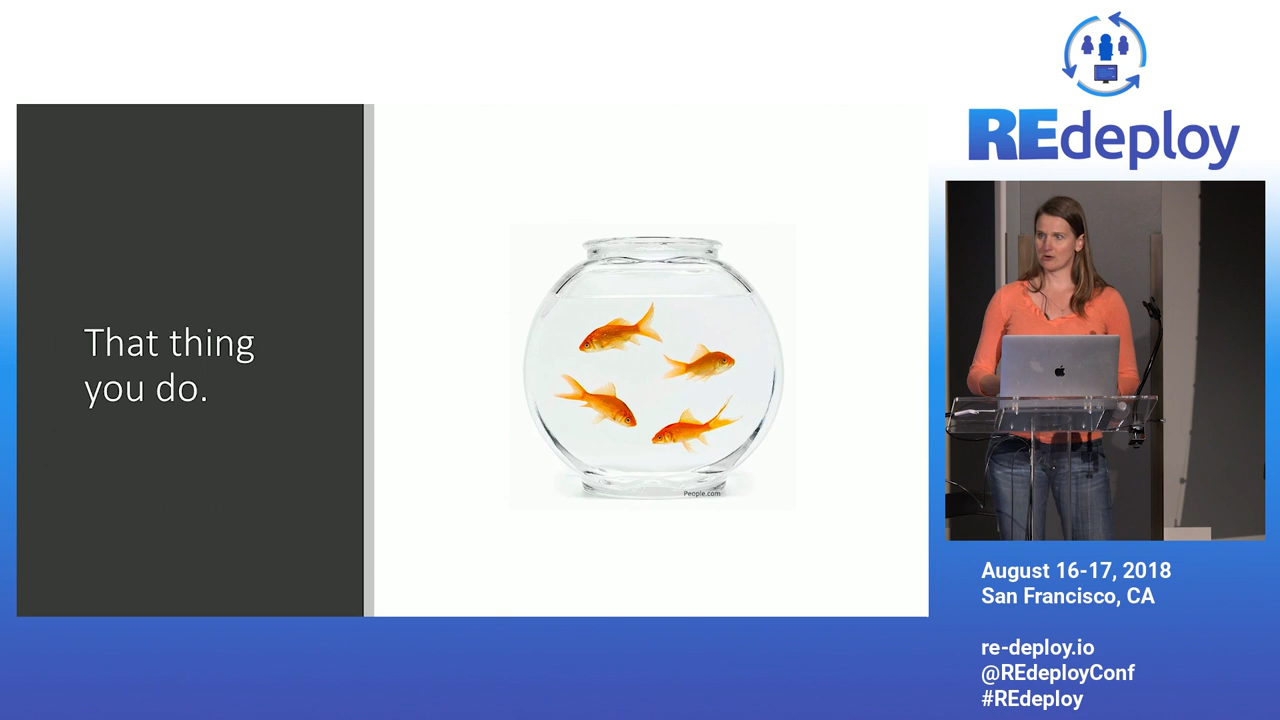 REdeploy
That thing
you do.
People.com
August 16-17, 2018
San Francisco, CA
re-deploy.io
@REdeployConf
#REdeploy